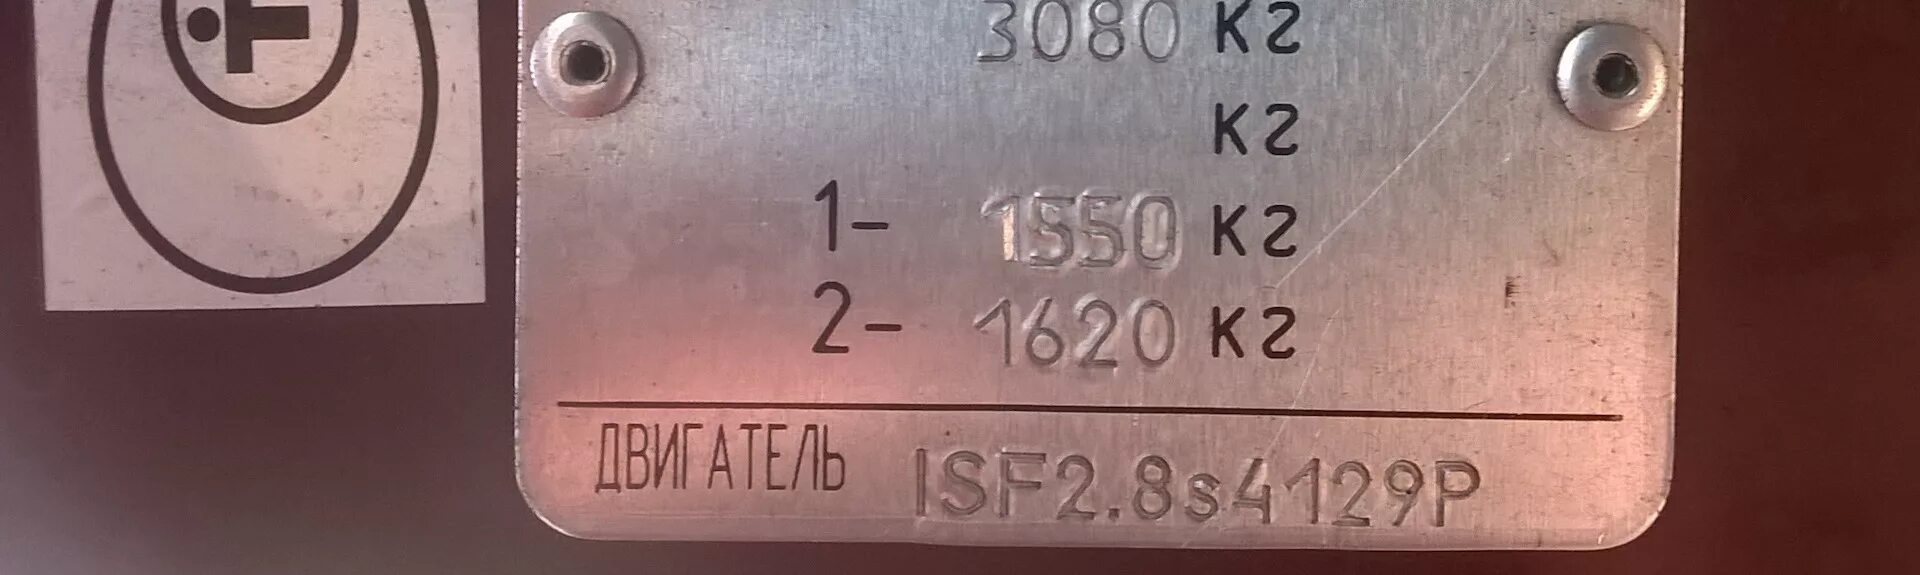 3080 кг
кг
1- 1550 кг
2- 1620 кг
ДВИГАТЕЛЬ ISF2.8s4129P